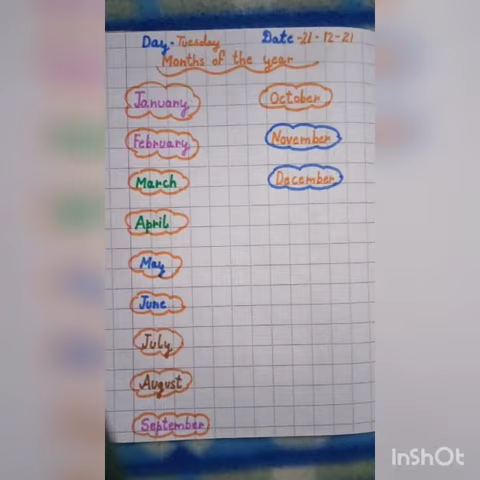 Day - Tuesday Date - 21 - 12 - 21
Months of the year
January
February
March
April
May
June
July
August
September
October
November
December
InShOt